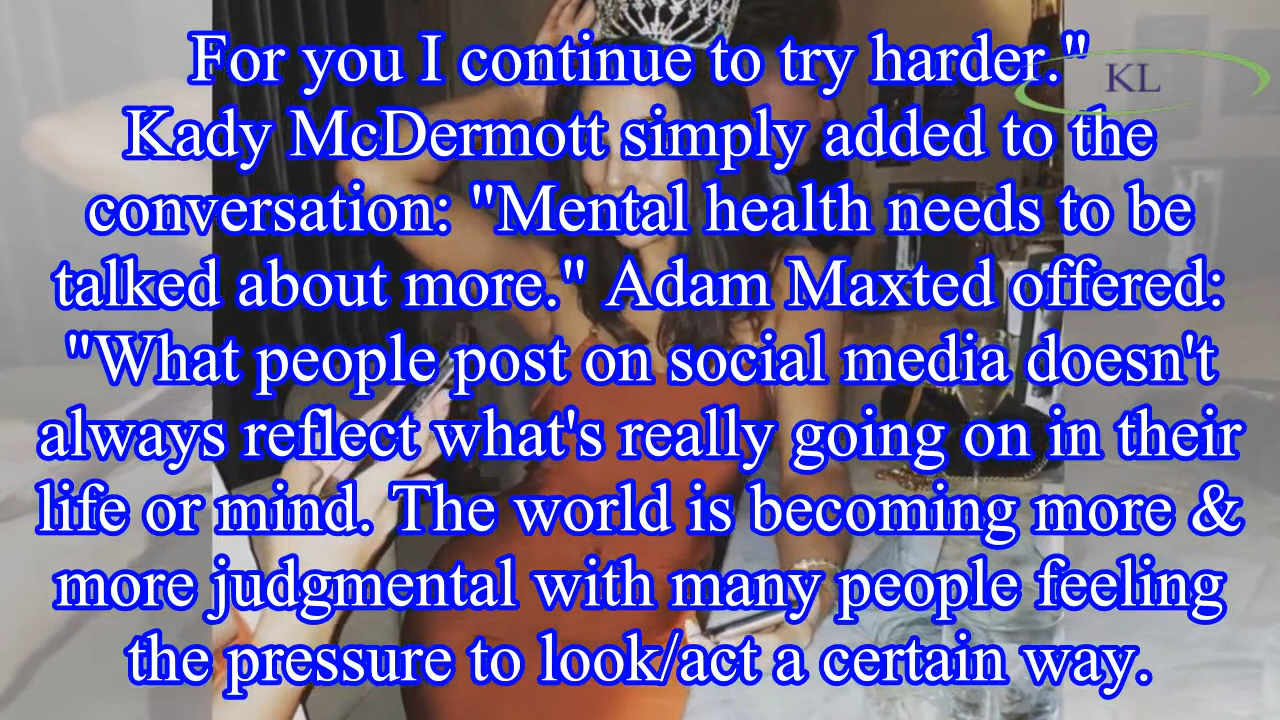 For you I continue to try harder."
KL
Kady McDermott simply added to the
conversation: "Mental health needs to be
talked about more." Adam Maxted offered:
"What people post on social media doesn't
always reflect what's really going on in their
life or mind. The world is becoming more &
more judgmental with many people feeling
the pressure to look/act a certain way.